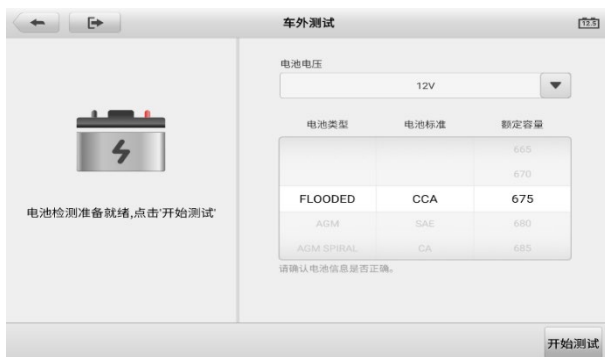 车外测试
12.5
电池电压
12V
电池类型 电池标准 额定容量
665
670
FLOODED CCA 675
AGM SAE 680
AGM SPIRAL CA 685
请确认电池信息是否正确。
电池检测准备就绪,点击'开始测试'
开始测试